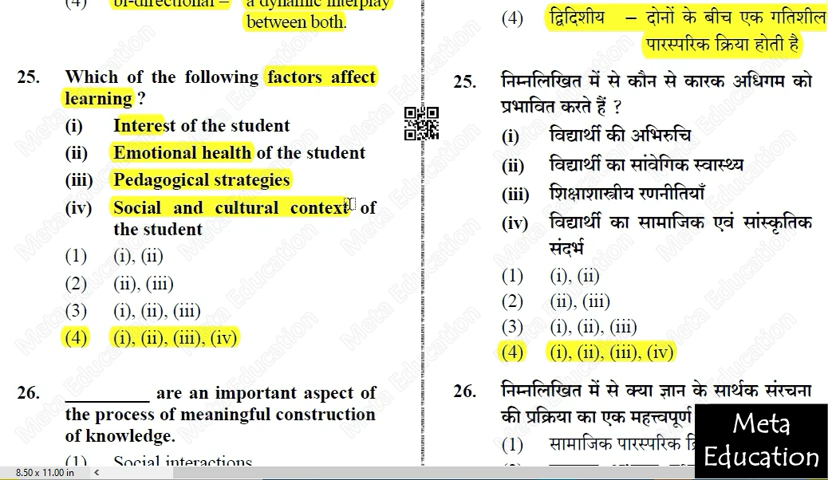 (4) bi-directional – a dynamic interplay
between both.
25. Which of the following factors affect
learning ?
(i) Interest of the student
(ii) Emotional health of the student
(iii) Pedagogical strategies
(iv) Social and cultural context of
the student
(1) (i), (ii)
(2) (ii), (iii)
(3) (i), (ii), (iii)
(4) (i), (ii), (iii), (iv)
26. ________ are an important aspect of
the process of meaningful construction
of knowledge.
(1) Social interactions
(4) द्विदिशीय – दोनों के बीच एक गतिशील
पारस्परिक क्रिया होती है
25. निम्नलिखित में से कौन से कारक अधिगम को
प्रभावित करते हैं ?
(i) विद्यार्थी की अभिरुचि
(ii) विद्यार्थी का सांवेगिक स्वास्थ्य
(iii) शिक्षाशास्त्रीय रणनीतियाँ
(iv) विद्यार्थी का सामाजिक एवं सांस्कृतिक
संदर्भ
(1) (i), (ii)
(2) (ii), (iii)
(3) (i), (ii), (iii)
(4) (i), (ii), (iii), (iv)
26. निम्नलिखित में से क्या ज्ञान के सार्थक संरचना
की प्रक्रिया का एक महत्त्वपूर्ण
(1) सामाजिक पारस्परिक
Meta
Education
8.50 x 11.00 in